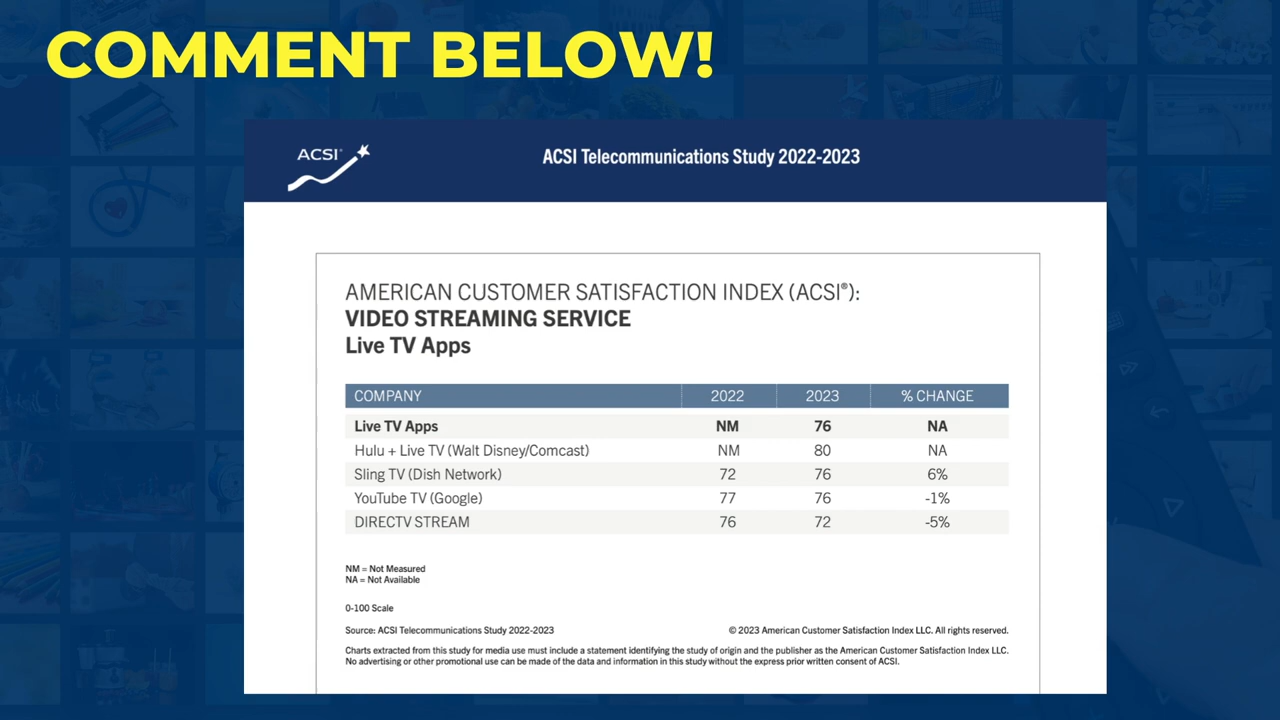 COMMENT BELOW!
ACSI®
ACSI Telecommunications Study 2022-2023
AMERICAN CUSTOMER SATISFACTION INDEX (ACSI®):
VIDEO STREAMING SERVICE
Live TV Apps
COMPANY 2022 2023 % CHANGE
Live TV Apps NM 76 NA
Hulu + Live TV (Walt Disney/Comcast) NM 80 NA
Sling TV (Dish Network) 72 76 6%
YouTube TV (Google) 77 76 -1%
DIRECTV STREAM 76 72 -5%
NM = Not Measured
NA = Not Available
0-100 Scale
Source: ACSI Telecommunications Study 2022-2023 © 2023 American Customer Satisfaction Index LLC. All rights reserved.
Charts extracted from this study for media use must include a statement identifying the study of origin and the publisher as the American Customer Satisfaction Index LLC.
No advertising or other promotional use can be made of the data and information in this study without the express prior written consent of ACSI.